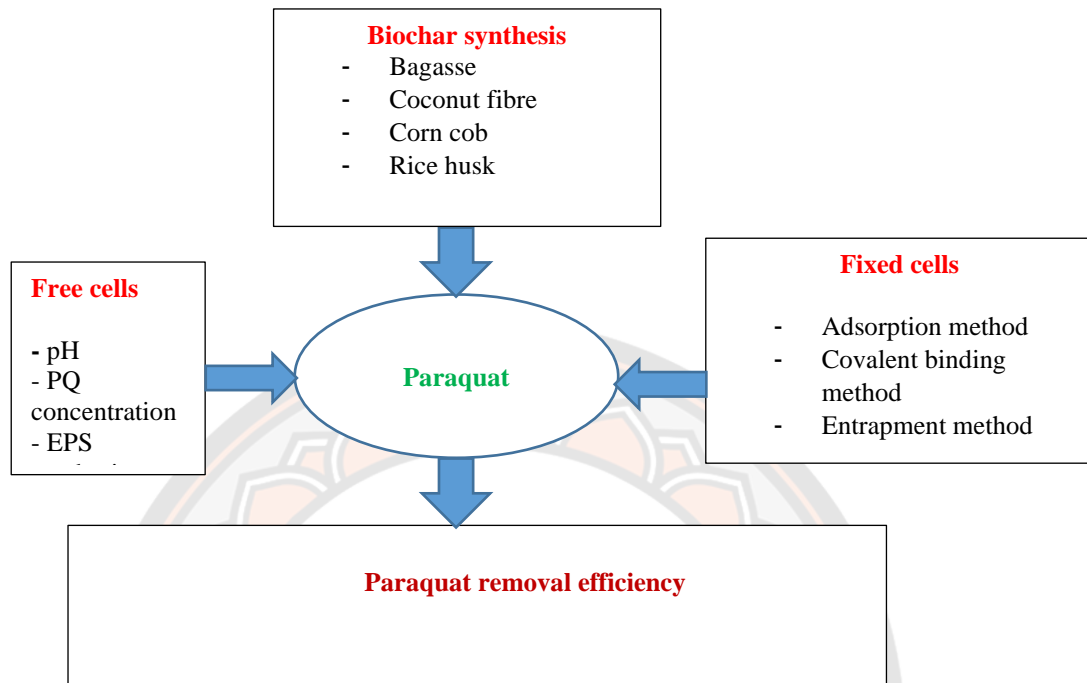 Biochar synthesis
- Bagasse
- Coconut fibre
- Corn cob
- Rice husk
Free cells
- pH
- PQ
concentration
- EPS
Paraquat
Fixed cells
- Adsorption method
- Covalent binding
method
- Entrapment method
Paraquat removal efficiency